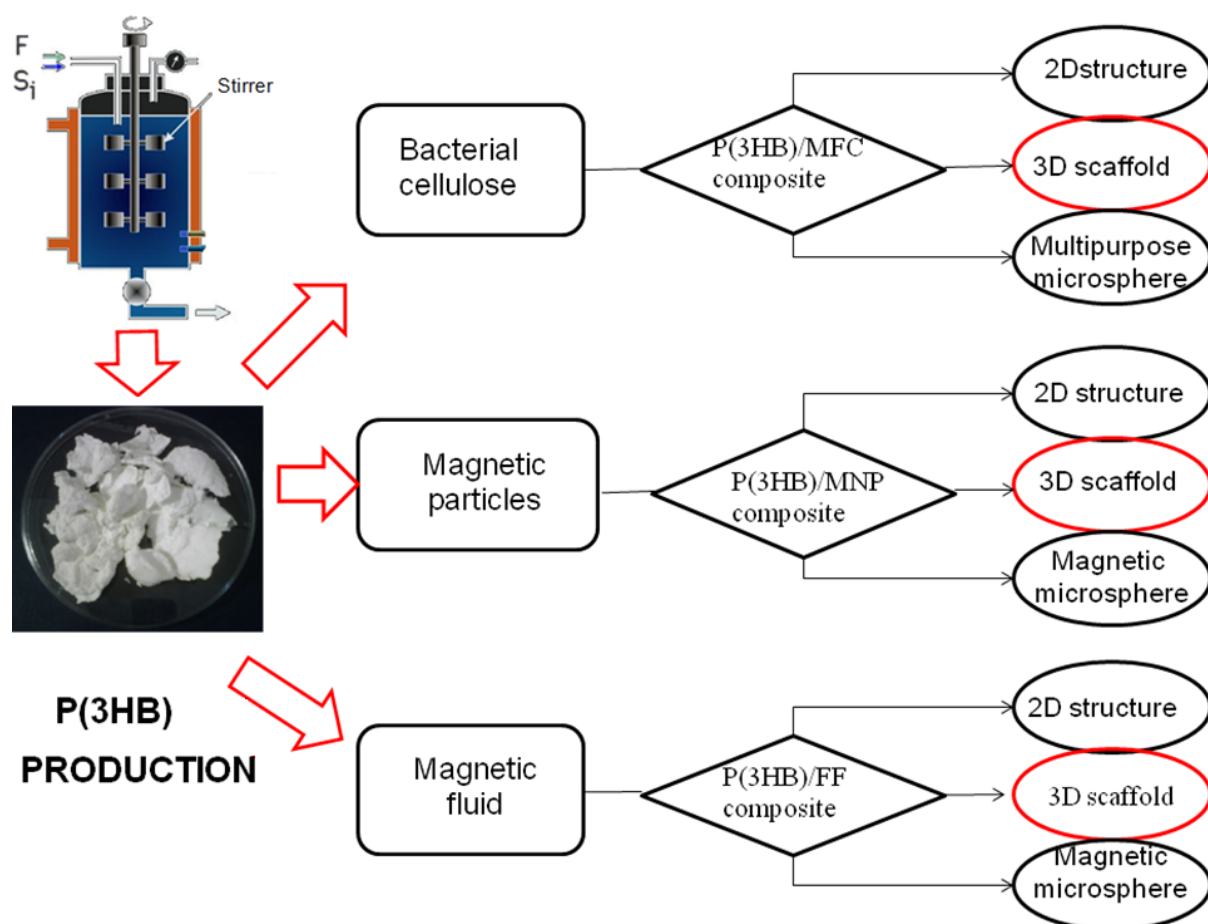 F
Si
Stirrer
P(3HB)
PRODUCTION
Bacterial
cellulose
P(3HB)/MFC
composite
2Dstructure
3D scaffold
Multipurpose
microsphere
Magnetic
particles
P(3HB)/MNP
composite
2D structure
3D scaffold
Magnetic
microsphere
Magnetic
fluid
P(3HB)/FF
composite
2D structure
3D scaffold
Magnetic
microsphere